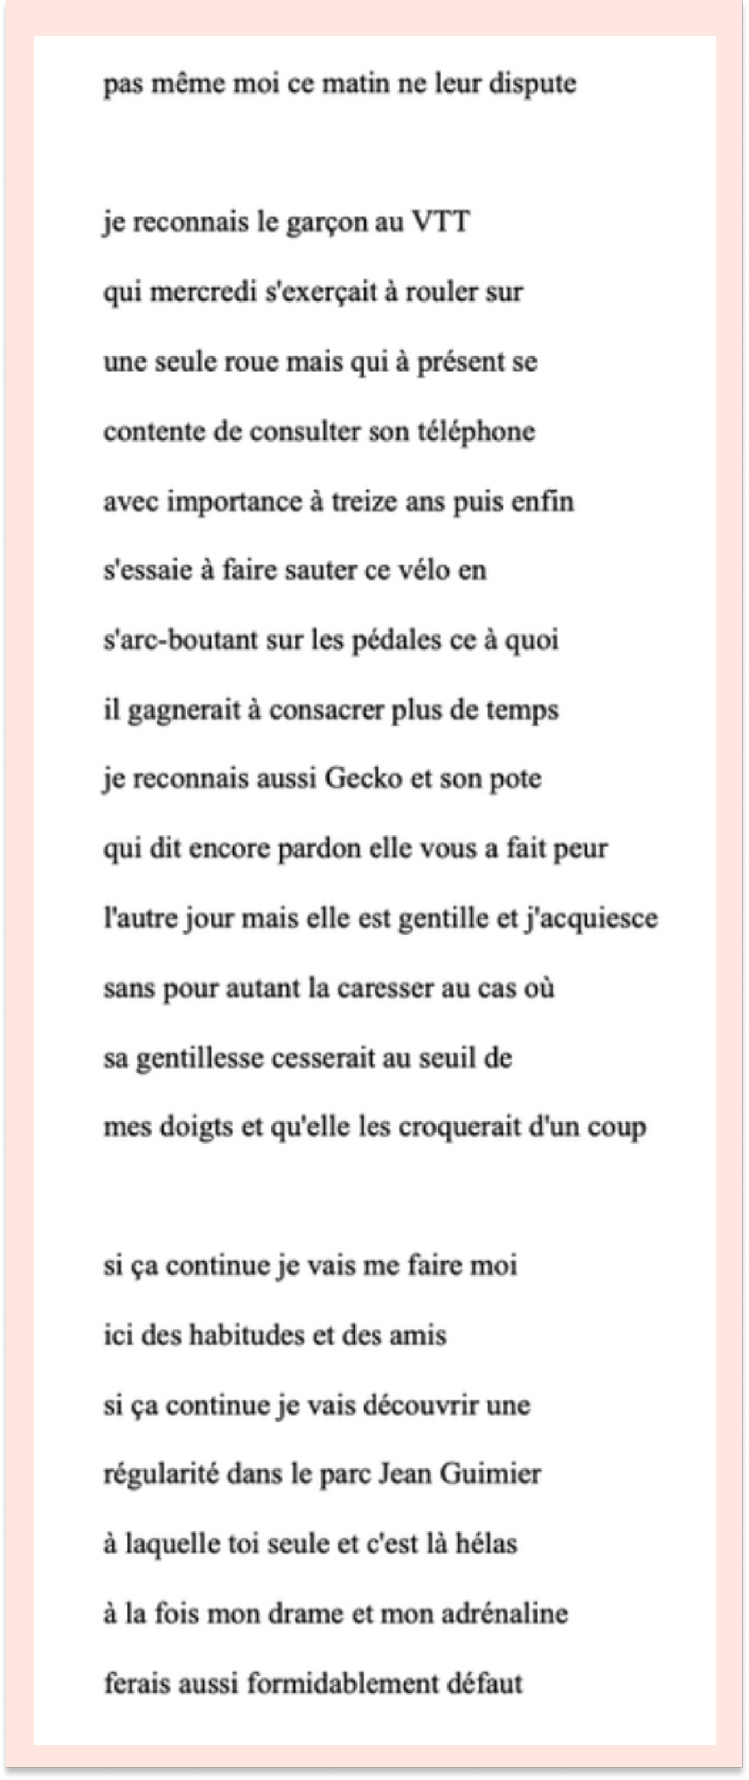 pas même moi ce matin ne leur dispute
je reconnais le garçon au VTT
qui mercredi s'exerçait à rouler sur
une seule roue mais qui à présent se
contente de consulter son téléphone
avec importance à treize ans puis enfin
s'essaie à faire sauter ce vélo en
s'arc-boutant sur les pédales ce à quoi
il gagnerait à consacrer plus de temps
je reconnais aussi Gecko et son pote
qui dit encore pardon elle vous a fait peur
l'autre jour mais elle est gentille et j'acquiesce
sans pour autant la caresser au cas où
sa gentillesse cesserait au seuil de
mes doigts et qu'elle les croquerait d'un coup
si ça continue je vais me faire moi
ici des habitudes et des amis
si ça continue je vais découvrir une
régularité dans le parc Jean Guimier
à laquelle toi seule et c'est là hélas
à la fois mon drame et mon adrénaline
ferais aussi formidablement défaut